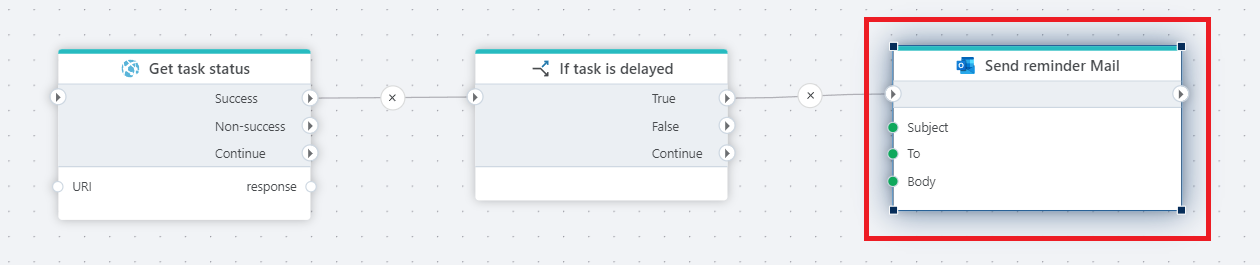 Get task status
Success
Non-success
Continue
URI
response
If task is delayed
True
False
Continue
Send reminder Mail
Subject
To
Body